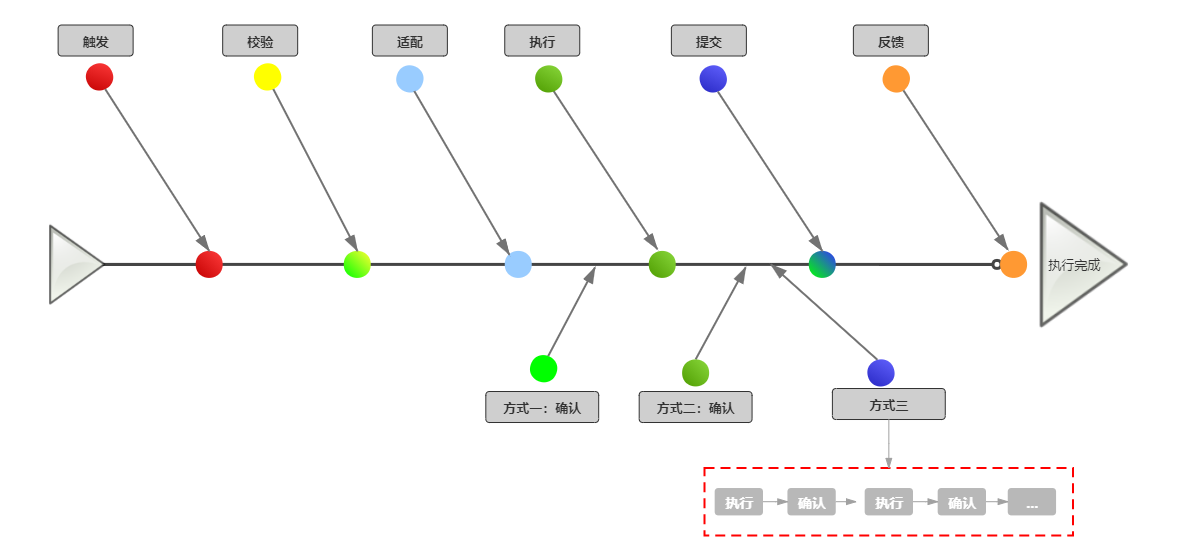 触发
校验
适配
执行
提交
反馈
执行完成
方式一：确认
方式二：确认
方式三
执行
确认
执行
确认
...